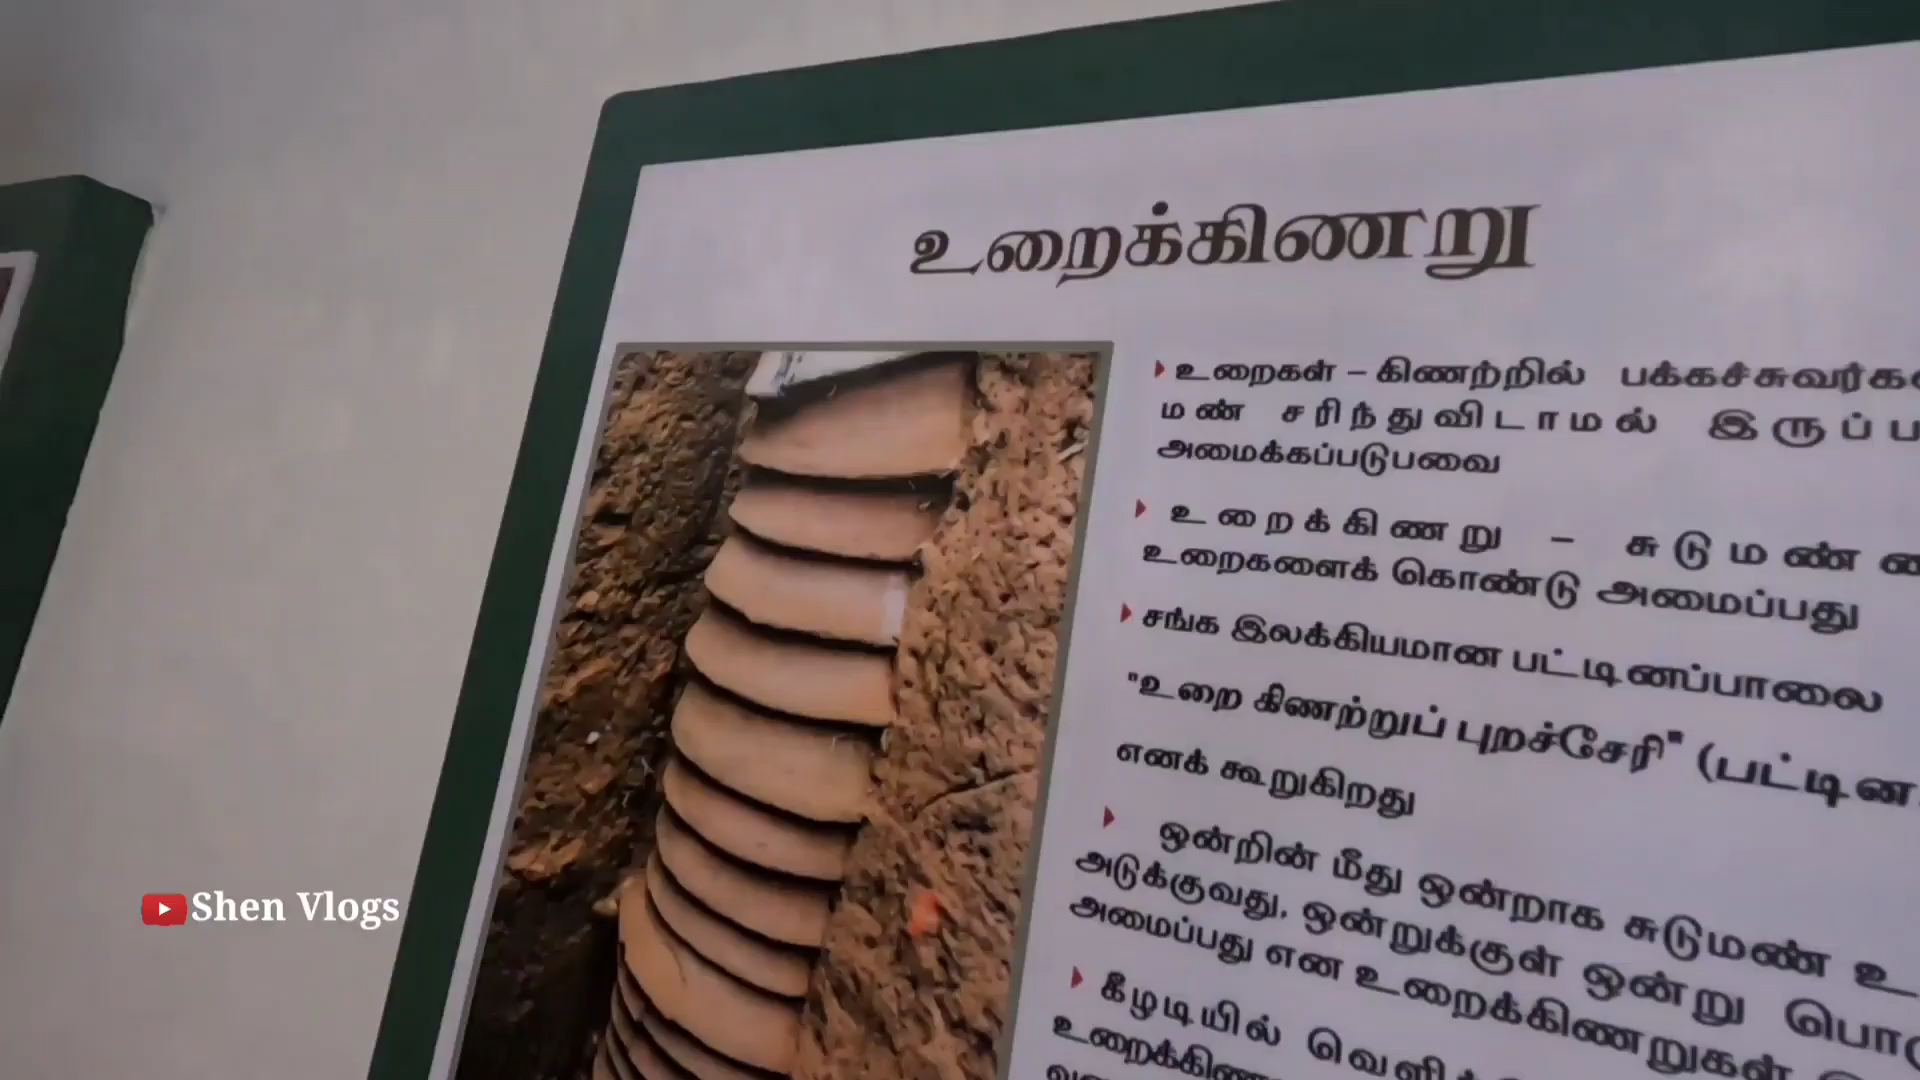 உறைக்கிணறு
உறைகள் – கிணற்றில் பக்கச்சுவர்க
மண் சரிந்துவிடாமல் இருப்ப
அமைக்கப்படுபவை
உறைக்கிணறு – சுடுமண்
உறைகளைக் கொண்டு அமைப்பது
சங்க இலக்கியமான பட்டினப்பாலை
"உறை கிணற்றுப் புறச்சேரி" (பட்டின
எனக் கூறுகிறது
ஒன்றின் மீது ஒன்றாக சுடுமண் உ
அடுக்குவது, ஒன்றுக்குள் ஒன்று பொ
அமைப்பது என உறைக்கிணறுகள்
கீழடியில் வெளி
உறைக்கிண
Shen Vlogs